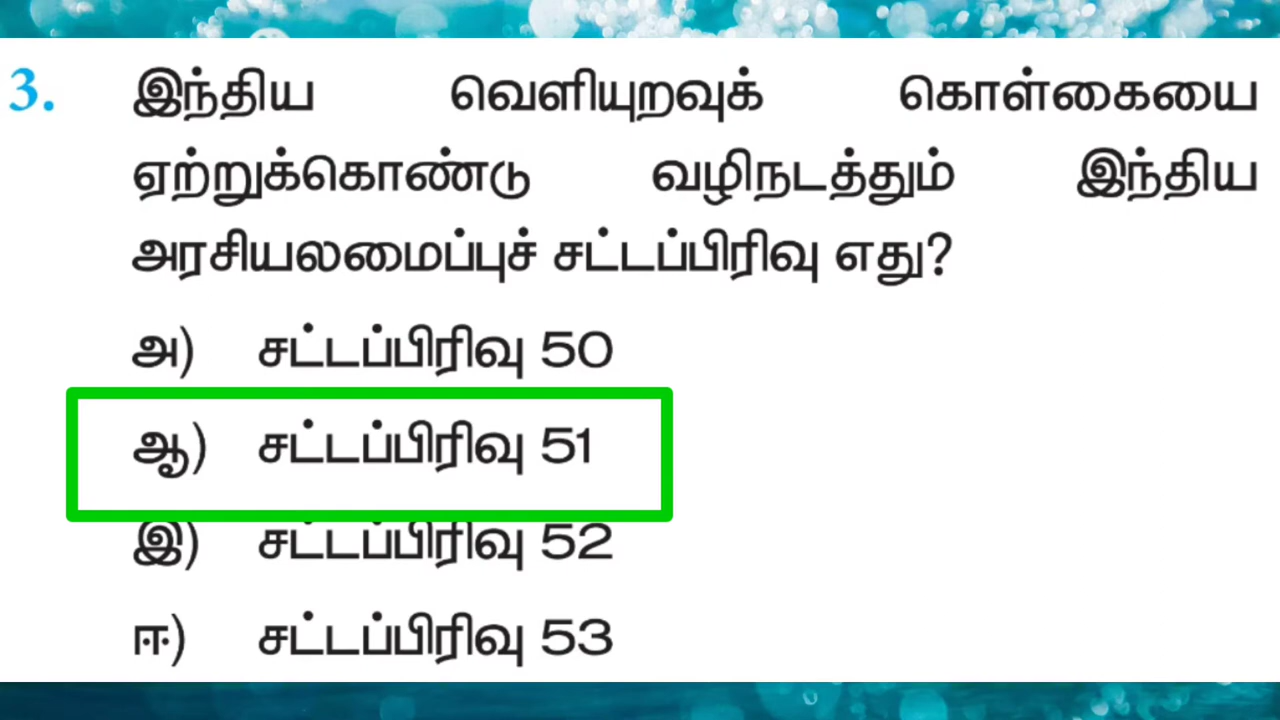 3. இந்திய வெளியுறவுக் கொள்கையை
ஏற்றுக்கொண்டு வழிநடத்தும் இந்திய
அரசியலமைப்புச் சட்டப்பிரிவு எது?
அ) சட்டப்பிரிவு 50
ஆ) சட்டப்பிரிவு 51
இ) சட்டப்பிரிவு 52
ஈ) சட்டப்பிரிவு 53